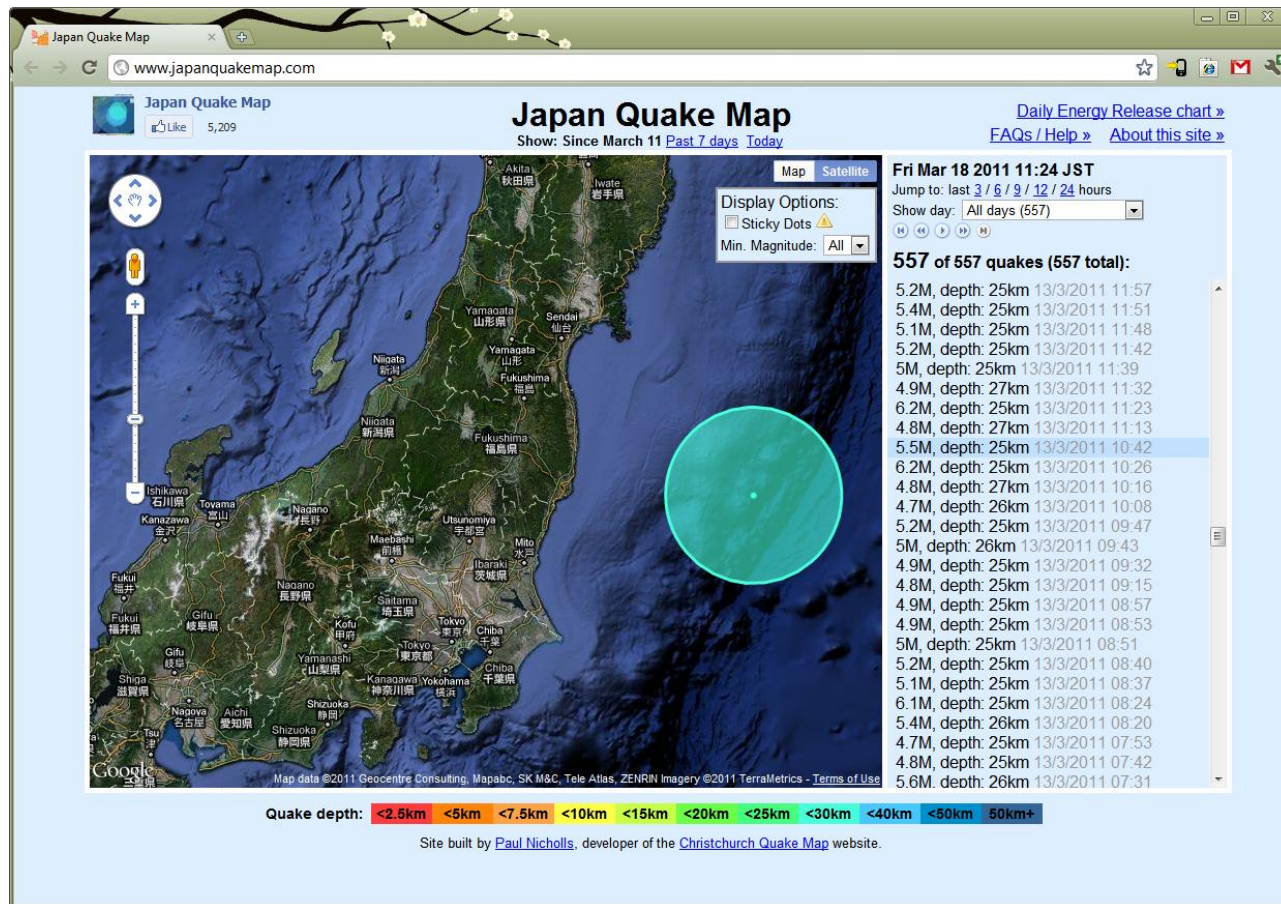 Japan Quake Map
www.japanquakemap.com
Japan Quake Map
Like 5,209
Japan Quake Map
Show: Since March 11 Past 7 days Today
Daily Energy Release chart »
FAQs / Help » About this site »
Map Satellite
Display Options:
Sticky Dots
Min. Magnitude: All
Akita
秋田県
Iwate
岩手県
Yamagata
山形県
Sendai
仙台
Yamagata
山形
Niigata
新潟
Fukushima
福島
Niigata
新潟県
Fukushima
福島県
Ishikawa
石川県
Toyama
富山
Kanazawa
金沢
Nagano
長野
Utsunomiya
宇都宮
Maebashi
前橋
Mito
水戸
Ibaraki
茨城県
Fukui
福井
Nagano
長野県
Saitama
埼玉県
Fukui
福井県
Gifu
岐阜県
Kofu
甲府
Tokyo
東京
Chiba
千葉
Tokyo
東京都
Gifu
岐阜
Yamanashi
山梨県
Chiba
千葉県
Shiga
滋賀県
Kanagawa
神奈川県
Yokohama
横浜
Nagoya
名古屋
Aichi
愛知県
Shizuoka
静岡
Shizuoka
静岡県
Tsu
津
Google
Map data ©2011 Geocentre Consulting, Mapabc, SK M&C, Tele Atlas, ZENRIN Imagery ©2011 TerraMetrics - Terms of Use
Fri Mar 18 2011 11:24 JST
Jump to: last 3 / 6 / 9 / 12 / 24 hours
Show day: All days (557)
557 of 557 quakes (557 total):
5.2M, depth: 25km 13/3/2011 11:57
5.4M, depth: 25km 13/3/2011 11:51
5.1M, depth: 25km 13/3/2011 11:48
5.2M, depth: 25km 13/3/2011 11:42
5M, depth: 25km 13/3/2011 11:39
4.9M, depth: 27km 13/3/2011 11:32
6.2M, depth: 25km 13/3/2011 11:23
4.8M, depth: 27km 13/3/2011 11:13
5.5M, depth: 25km 13/3/2011 10:42
6.2M, depth: 25km 13/3/2011 10:26
4.8M, depth: 27km 13/3/2011 10:16
4.7M, depth: 26km 13/3/2011 10:08
5.2M, depth: 25km 13/3/2011 09:47
5M, depth: 26km 13/3/2011 09:43
4.9M, depth: 25km 13/3/2011 09:32
4.8M, depth: 25km 13/3/2011 09:15
4.9M, depth: 25km 13/3/2011 08:57
4.9M, depth: 25km 13/3/2011 08:53
5M, depth: 25km 13/3/2011 08:51
5.2M, depth: 25km 13/3/2011 08:40
5.1M, depth: 25km 13/3/2011 08:37
6.1M, depth: 25km 13/3/2011 08:24
5.4M, depth: 26km 13/3/2011 08:20
4.7M, depth: 25km 13/3/2011 07:53
4.8M, depth: 25km 13/3/2011 07:42
5.6M, depth: 26km 13/3/2011 07:31
Quake depth: <2.5km <5km <7.5km <10km <15km <20km <25km <30km <40km <50km 50km+
Site built by Paul Nicholls, developer of the Christchurch Quake Map website.